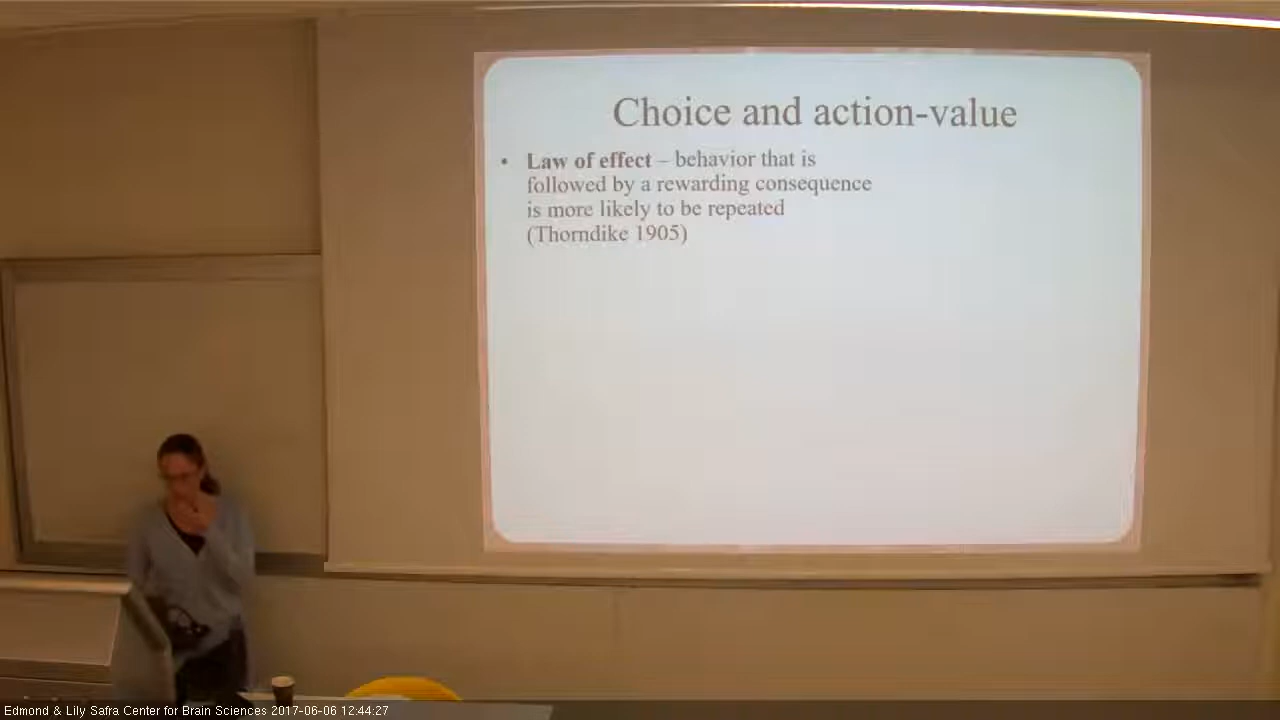 Choice and action-value
• Law of effect – behavior that is
followed by a rewarding consequence
is more likely to be repeated
(Thorndike 1905)
Edmond & Lily Safra Center for Brain Sciences 2017-06-06 12:44:27